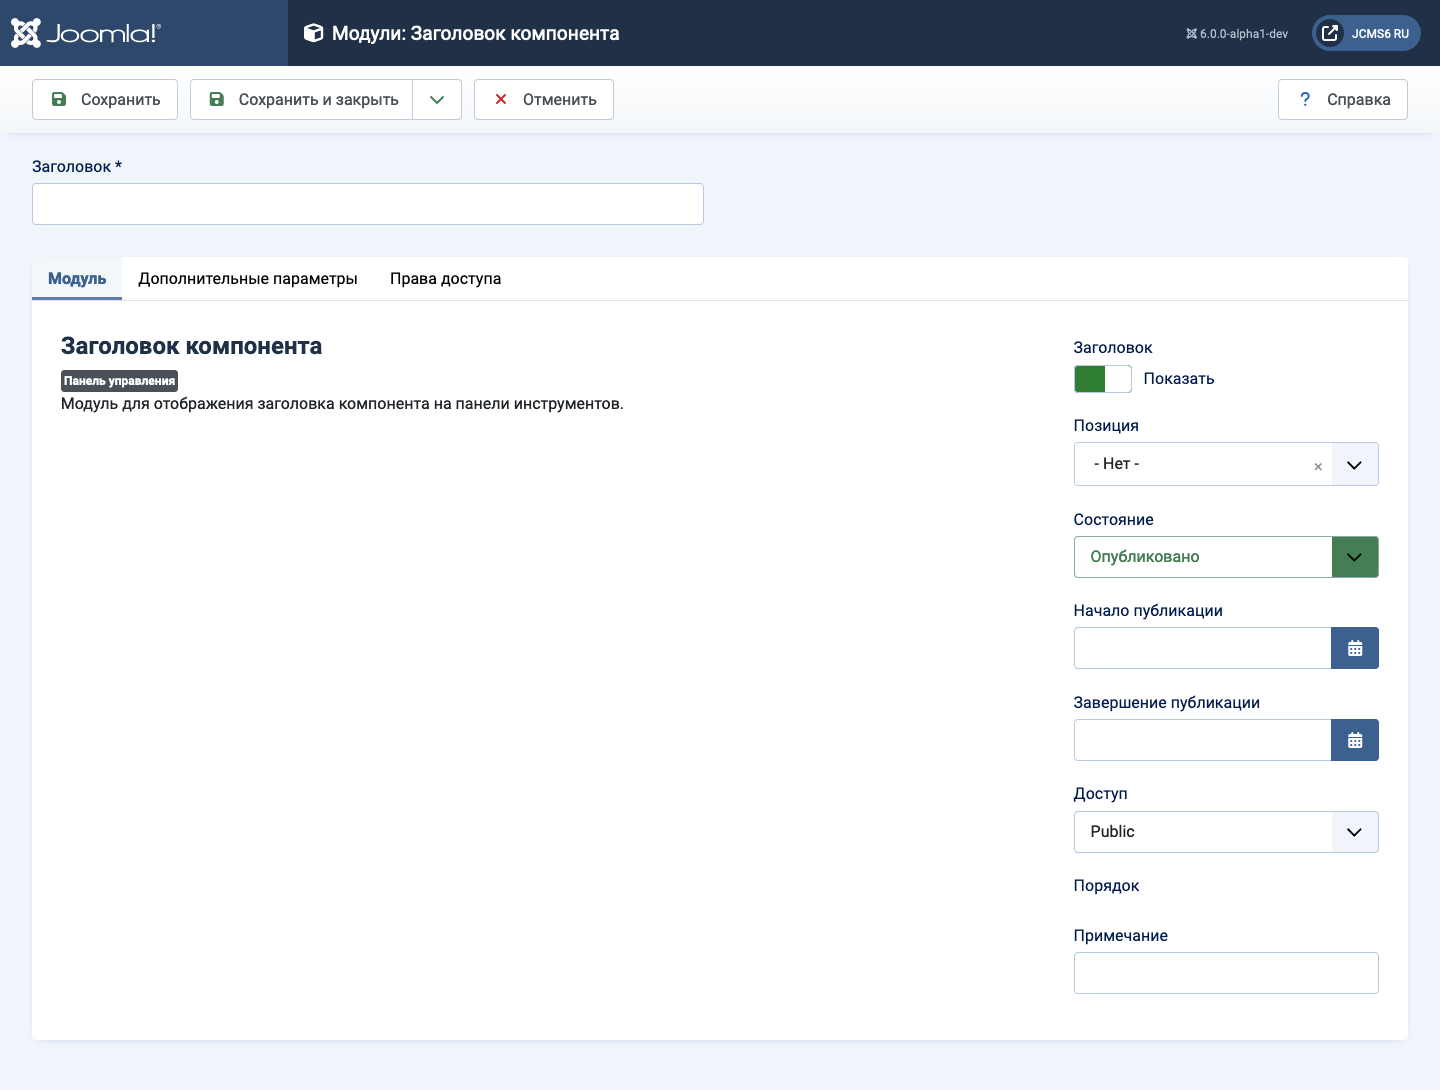 Joomla!®
Модули: Заголовок компонента
6.0.0-alpha1-dev
JCMS6 RU
Сохранить
Сохранить и закрыть
Отменить
? Справка
Заголовок *
Модуль
Дополнительные параметры
Права доступа
Заголовок компонента
Панель управления
Модуль для отображения заголовка компонента на панели инструментов.
Заголовок
Показать
Позиция
- Нет -
×
Состояние
Опубликовано
Начало публикации
Завершение публикации
Доступ
Public
Порядок
Примечание